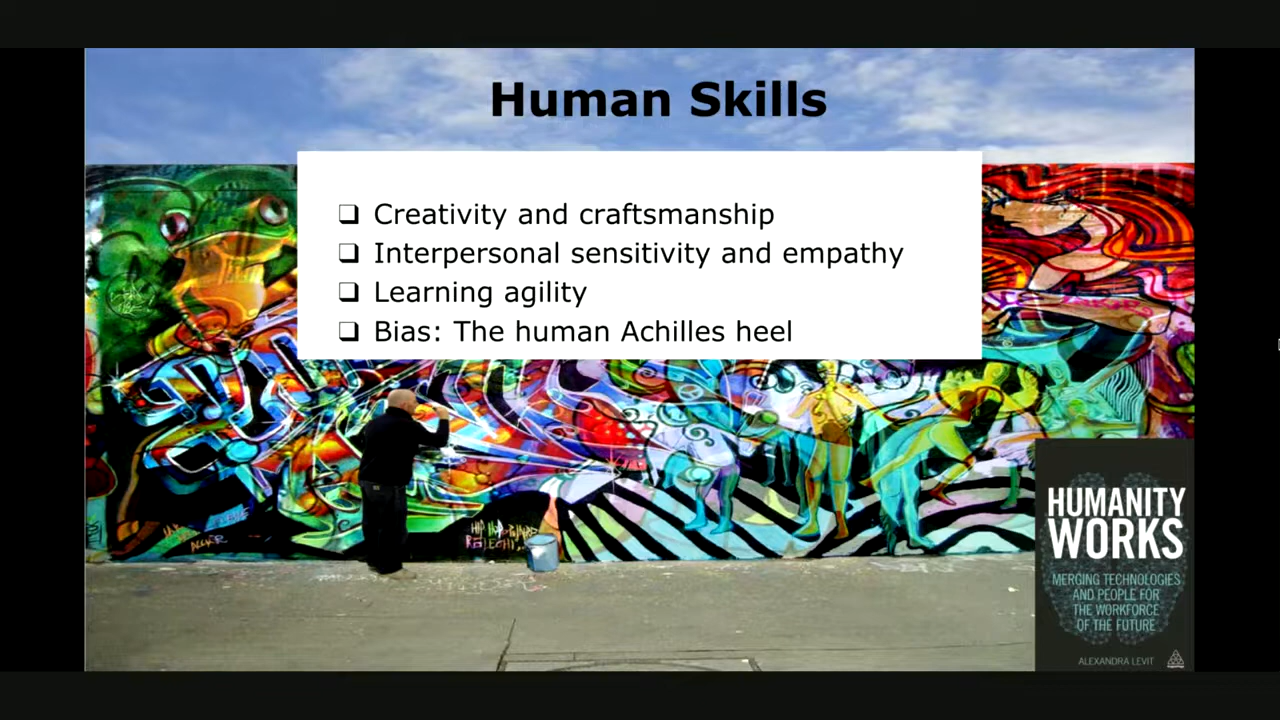 Human Skills
❑ Creativity and craftsmanship
❑ Interpersonal sensitivity and empathy
❑ Learning agility
❑ Bias: The human Achilles heel
HUMANITY
WORKS
MERGING TECHNOLOGIES
AND PEOPLE FOR
THE WORKFORCE
OF THE FUTURE
ALEXANDRA LEVIT